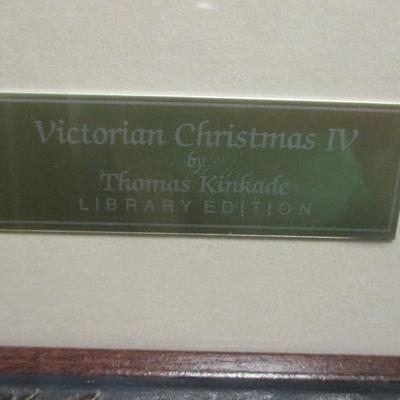 Victorian Christmas IV
by
Thomas Kinkade
LIBRARY EDITION